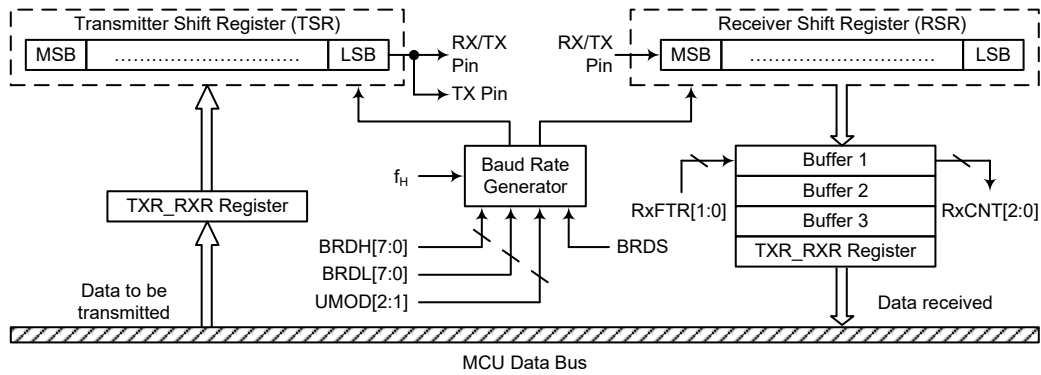 Transmitter Shift Register (TSR)
MSB
.............................
LSB
RX/TX
Pin
TX Pin
Receiver Shift Register (RSR)
RX/TX
Pin
MSB
.............................
LSB
TXR_RXR Register
Data to be
transmitted
fH
Baud Rate
Generator
BRDH[7:0]
BRDL[7:0]
UMOD[2:1]
BRDS
Buffer 1
Buffer 2
Buffer 3
TXR_RXR Register
RxFTR[1:0]
RxCNT[2:0]
Data received
MCU Data Bus